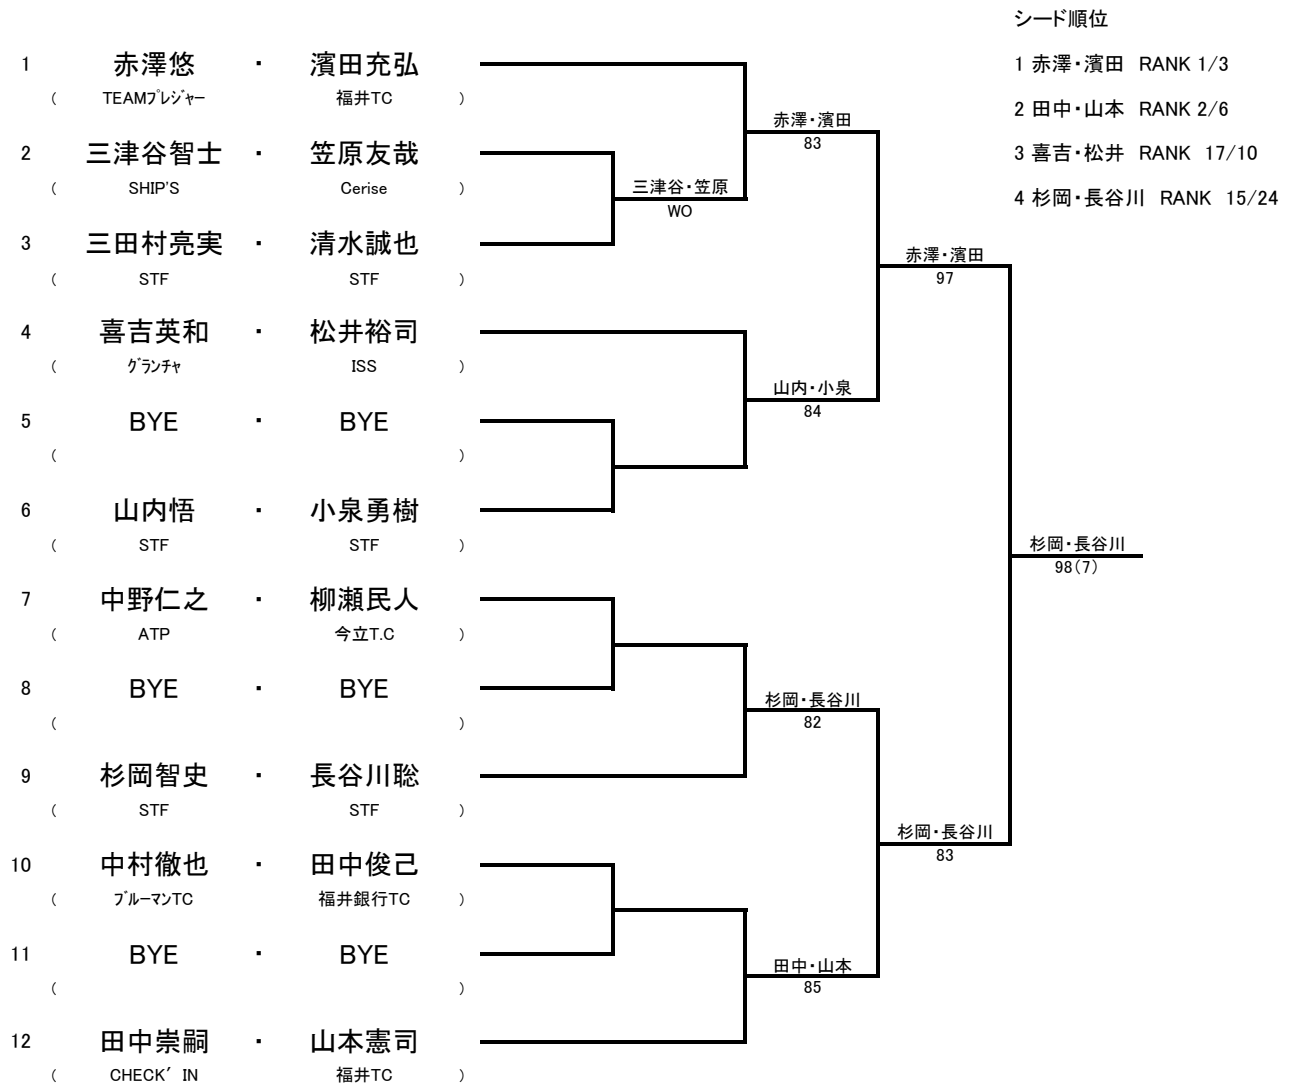 シード順位
1 赤澤・濱田 RANK 1/3
2 田中・山本 RANK 2/6
3 喜吉・松井 RANK 17/10
4 杉岡・長谷川 RANK 15/24
1 赤澤悠 ・ 濱田充弘
( TEAMプレジャー 福井TC )
2 三津谷智士 ・ 笠原友哉
( SHIP'S Cerise )
3 三田村亮実 ・ 清水誠也
( STF STF )
4 喜吉英和 ・ 松井裕司
( グランチャ ISS )
5 BYE ・ BYE
( )
6 山内悟 ・ 小泉勇樹
( STF STF )
7 中野仁之 ・ 柳瀬民人
( ATP 今立T.C )
8 BYE ・ BYE
( )
9 杉岡智史 ・ 長谷川聡
( STF STF )
10 中村徹也 ・ 田中俊己
( ブルーマンTC 福井銀行TC )
11 BYE ・ BYE
( )
12 田中崇嗣 ・ 山本憲司
( CHECK’ IN 福井TC )
三津谷・笠原
WO
赤澤・濱田
83
山内・小泉
84
杉岡・長谷川
82
田中・山本
85
赤澤・濱田
97
杉岡・長谷川
83
杉岡・長谷川
98(7)